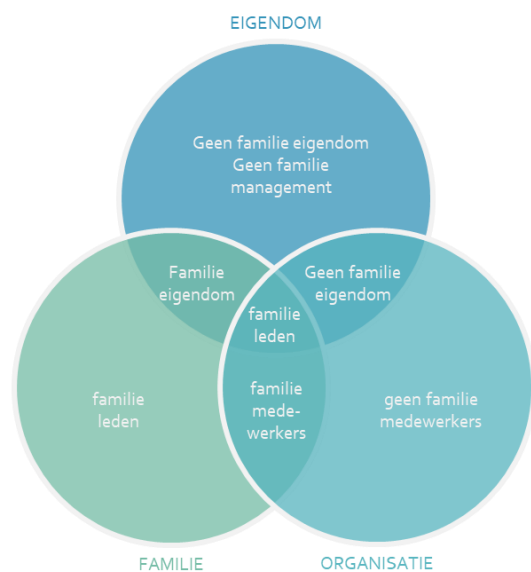 EIGENDOM
Geen familie eigendom
Geen familie
management
Familie
eigendom
Geen familie
eigendom
familie
leden
familie
leden
familie
mede-
werkers
geen familie
medewerkers
FAMILIE
ORGANISATIE